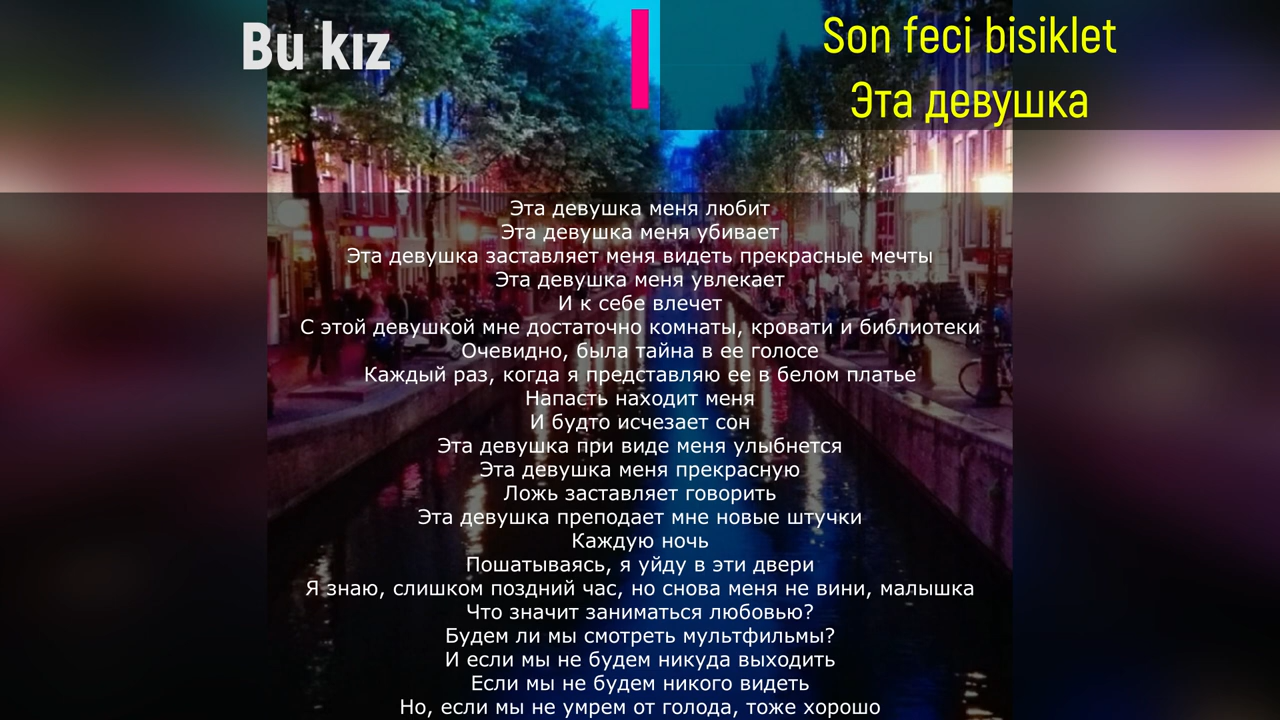 Bu kız
Son feci bisiklet
Эта девушка
Эта девушка меня любит
Эта девушка меня убивает
Эта девушка заставляет меня видеть прекрасные мечты
Эта девушка меня увлекает
И к себе влечет
С этой девушкой мне достаточно комнаты, кровати и библиотеки
Очевидно, была тайна в ее голосе
Каждый раз, когда я представляю ее в белом платье
Напасть находит меня
И будто исчезает сон
Эта девушка при виде меня улыбнется
Эта девушка меня прекрасную
Ложь заставляет говорить
Эта девушка преподает мне новые штучки
Каждую ночь
Пошатываясь, я уйду в эти двери
Я знаю, слишком поздний час, но снова меня не вини, малышка
Что значит заниматься любовью?
Будем ли мы смотреть мультфильмы?
И если мы не будем никуда выходить
Если мы не будем никого видеть
Но, если мы не умрем от голода, тоже хорошо